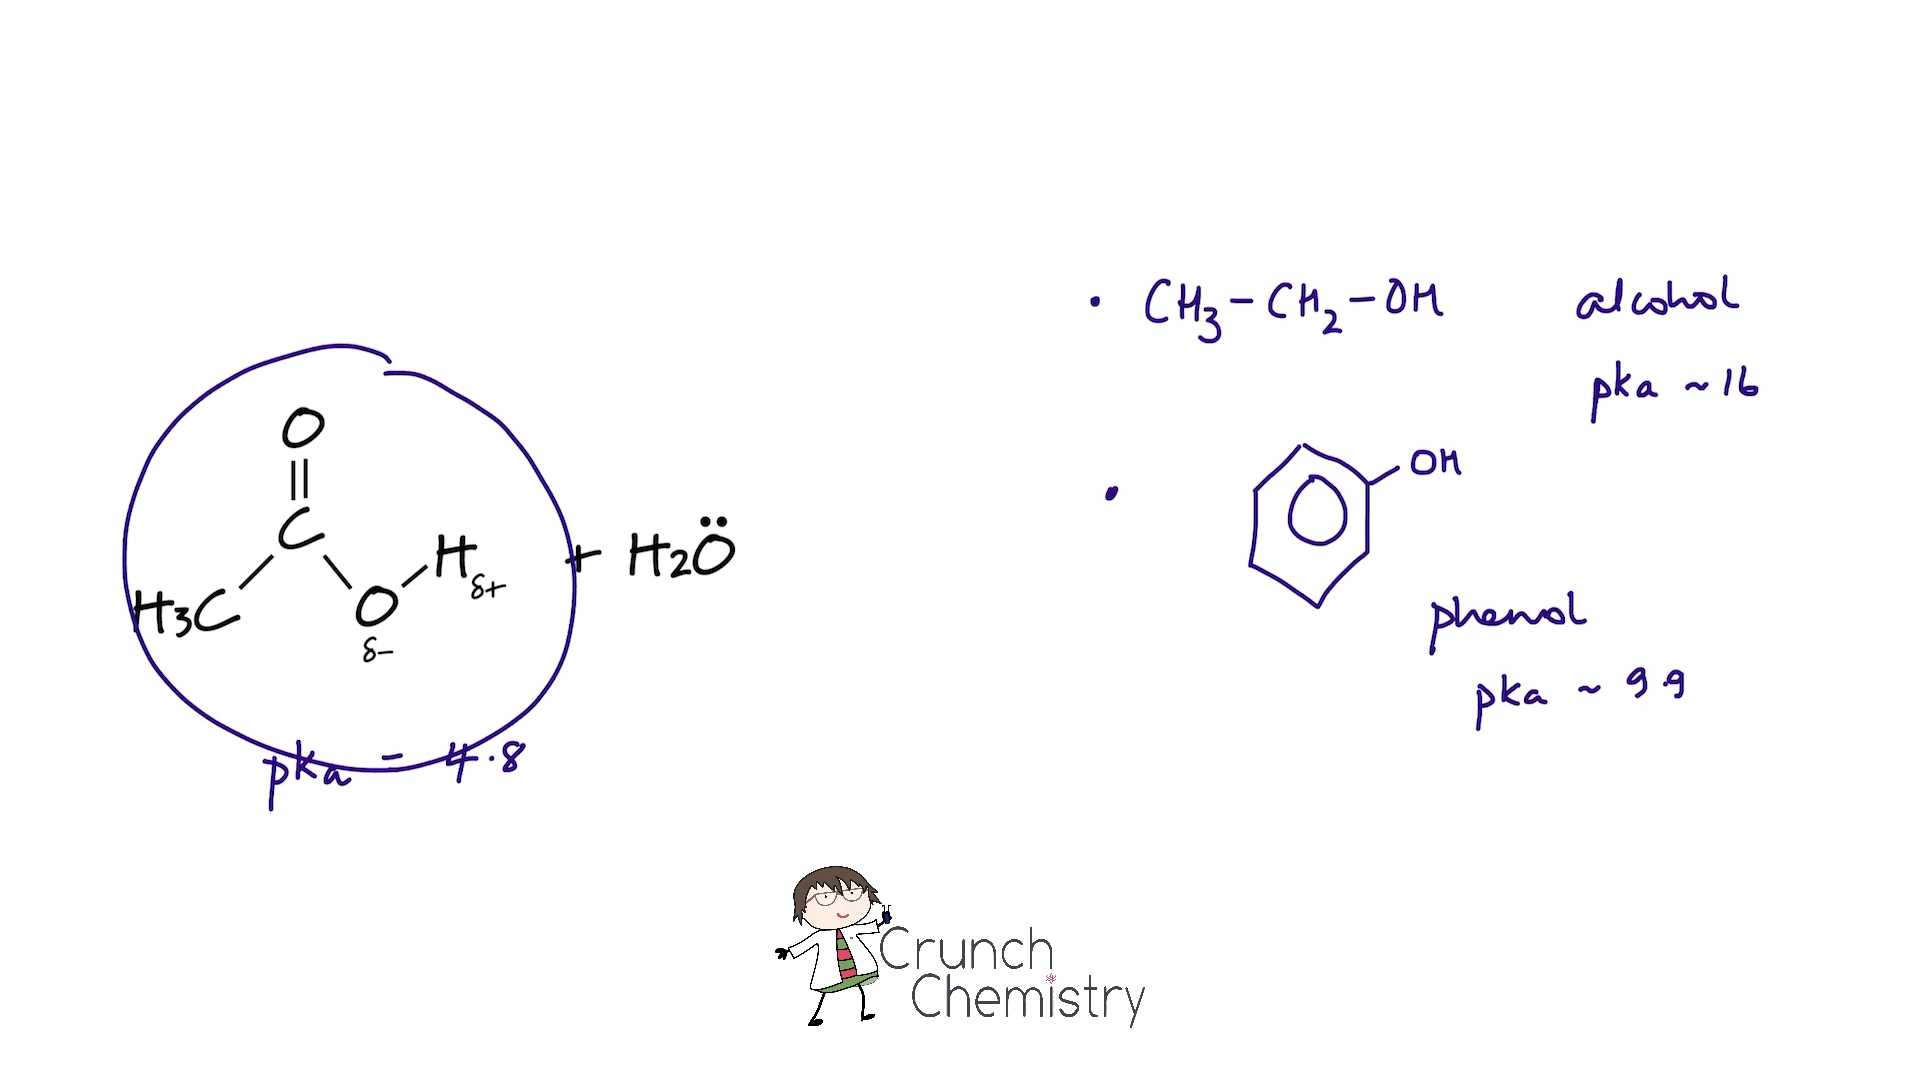 O
||
C
H3C
O
H
δ+
δ-
+ H2Ö
pka - 4.8
• CH3-CH2-OH alcohol
pka ~16
• OH
phenol
pka ~ 9.9
Crunch
Chemistry